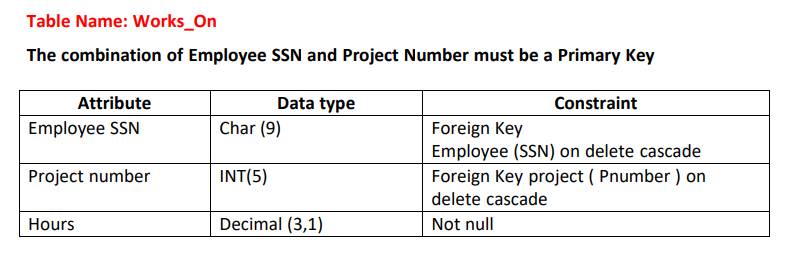 Table Name: Works_On
The combination of Employee SSN and Project Number must be a Primary Key
Attribute Data type Constraint
Employee SSN Char (9) Foreign Key
Employee (SSN) on delete cascade
Project number INT(5) Foreign Key project ( Pnumber ) on
delete cascade
Hours Decimal (3,1) Not null